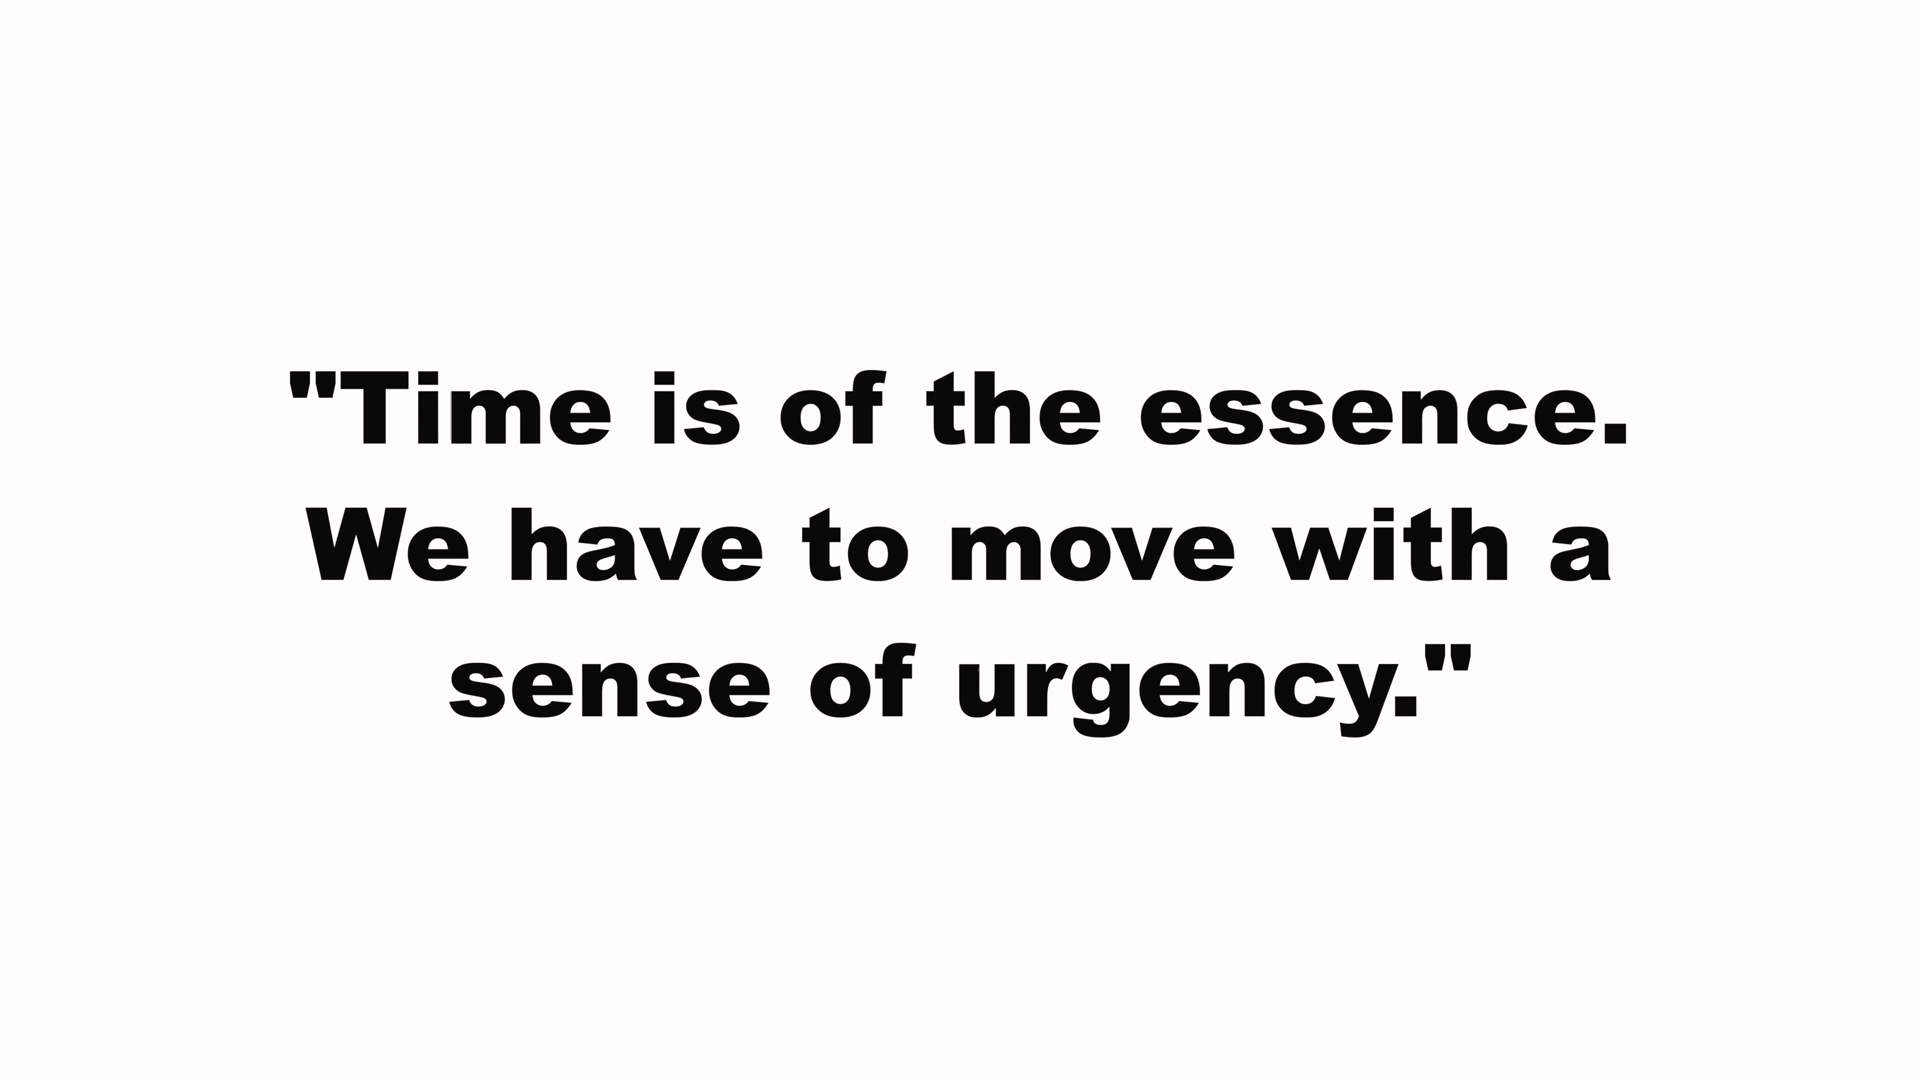 "Time is of the essence.
We have to move with a
sense of urgency."